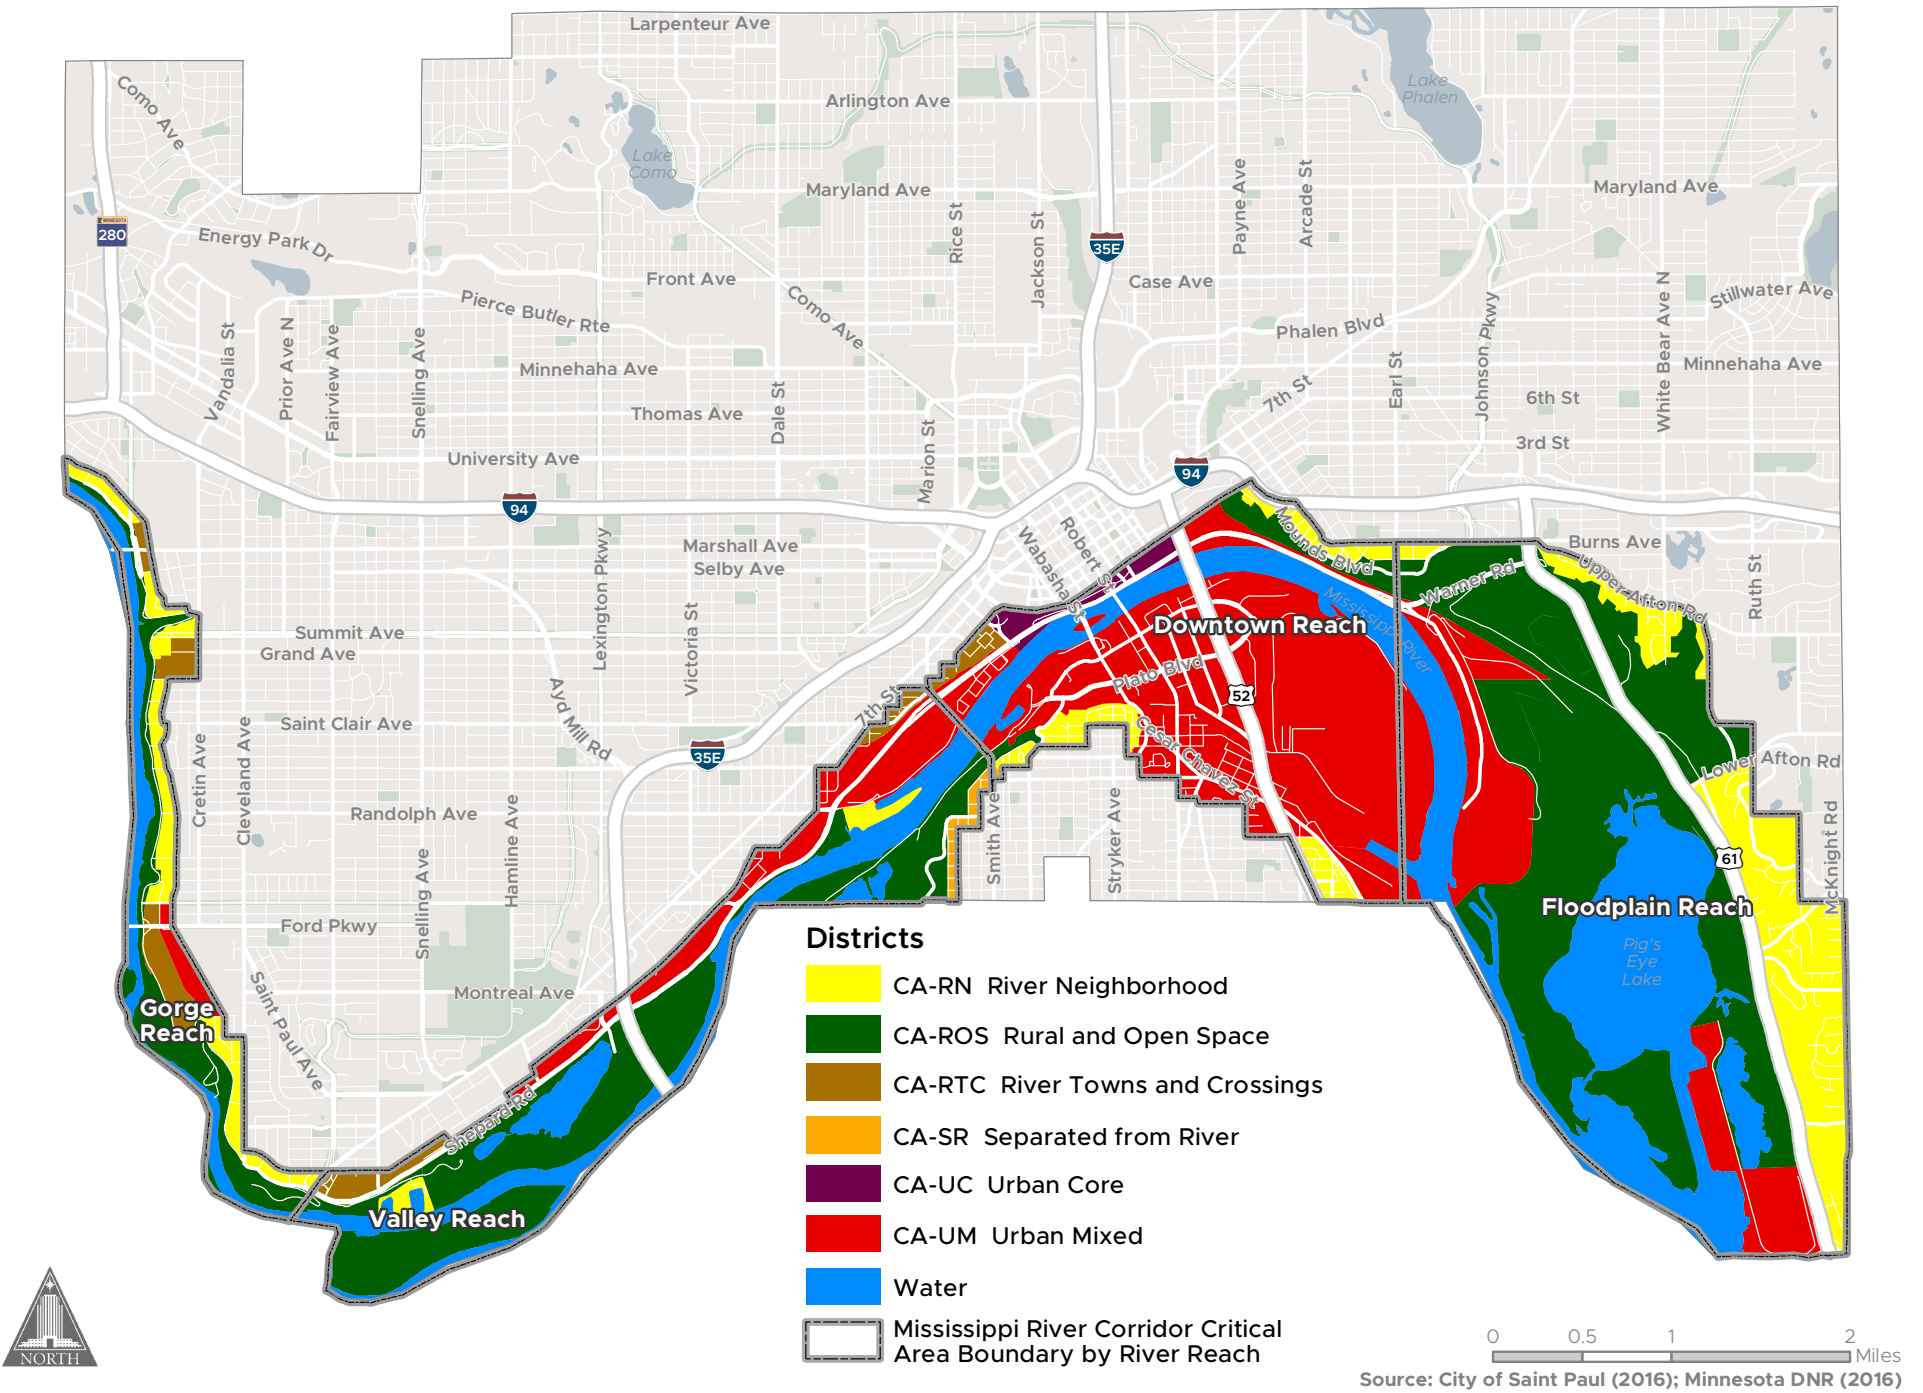 Larpenteur Ave
Como Ave
Arlington Ave
Lake
Phalen
Lake
Como
Maryland Ave
Maryland Ave
Payne Ave
Arcade St
Rice St
Jackson St
MINNESOTA
280
Energy Park Dr
35E
Front Ave
Case Ave
Como Ave
Stillwater Ave
Pierce Butler Rte
Phalen Blvd
Johnson Pkwy
White Bear Ave N
Vandalia St
Prior Ave N
Fairview Ave
Snelling Ave
Minnehaha Ave
Minnehaha Ave
Earl St
7th St
6th St
Dale St
Thomas Ave
Marion St
3rd St
University Ave
94
94
Robert St
Wabasha St
Mounds Blvd
Burns Ave
Lexington Pkwy
Marshall Ave
Selby Ave
Warner Rd
Upper Afton Rd
Ruth St
Mississippi River
Summit Ave
Grand Ave
Victoria St
Downtown Reach
Plato Blvd
52
Ayd Mill Rd
7th St
Saint Clair Ave
Cretin Ave
Cleveland Ave
Cesar Chavez St
35E
Lower Afton Rd
Randolph Ave
Hamline Ave
Smith Ave
Stryker Ave
McKnight Rd
61
Snelling Ave
Ford Pkwy
Floodplain Reach
Pig's
Eye
Lake
Saint Paul Ave
Montreal Ave
Gorge
Reach
Shepard Rd
Valley Reach
Districts
CA-RN River Neighborhood
CA-ROS Rural and Open Space
CA-RTC River Towns and Crossings
CA-SR Separated from River
CA-UC Urban Core
CA-UM Urban Mixed
Water
Mississippi River Corridor Critical
Area Boundary by River Reach
NORTH
0 0.5 1 2
Miles
Source: City of Saint Paul (2016); Minnesota DNR (2016)